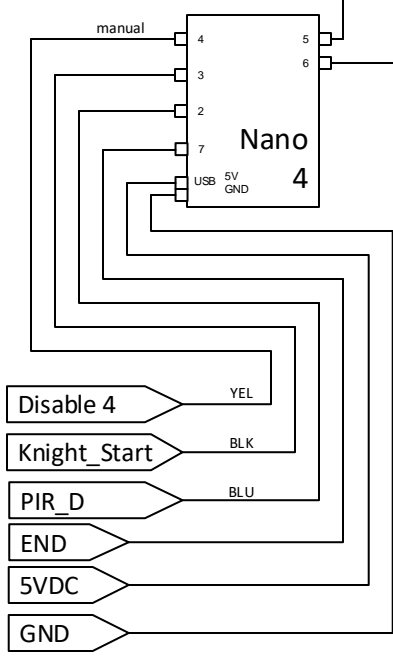 manual
4
5
3
6
2
Nano
7
4
USB 5V
GND
Disable 4
YEL
Knight_Start
BLK
PIR_D
BLU
END
5VDC
GND